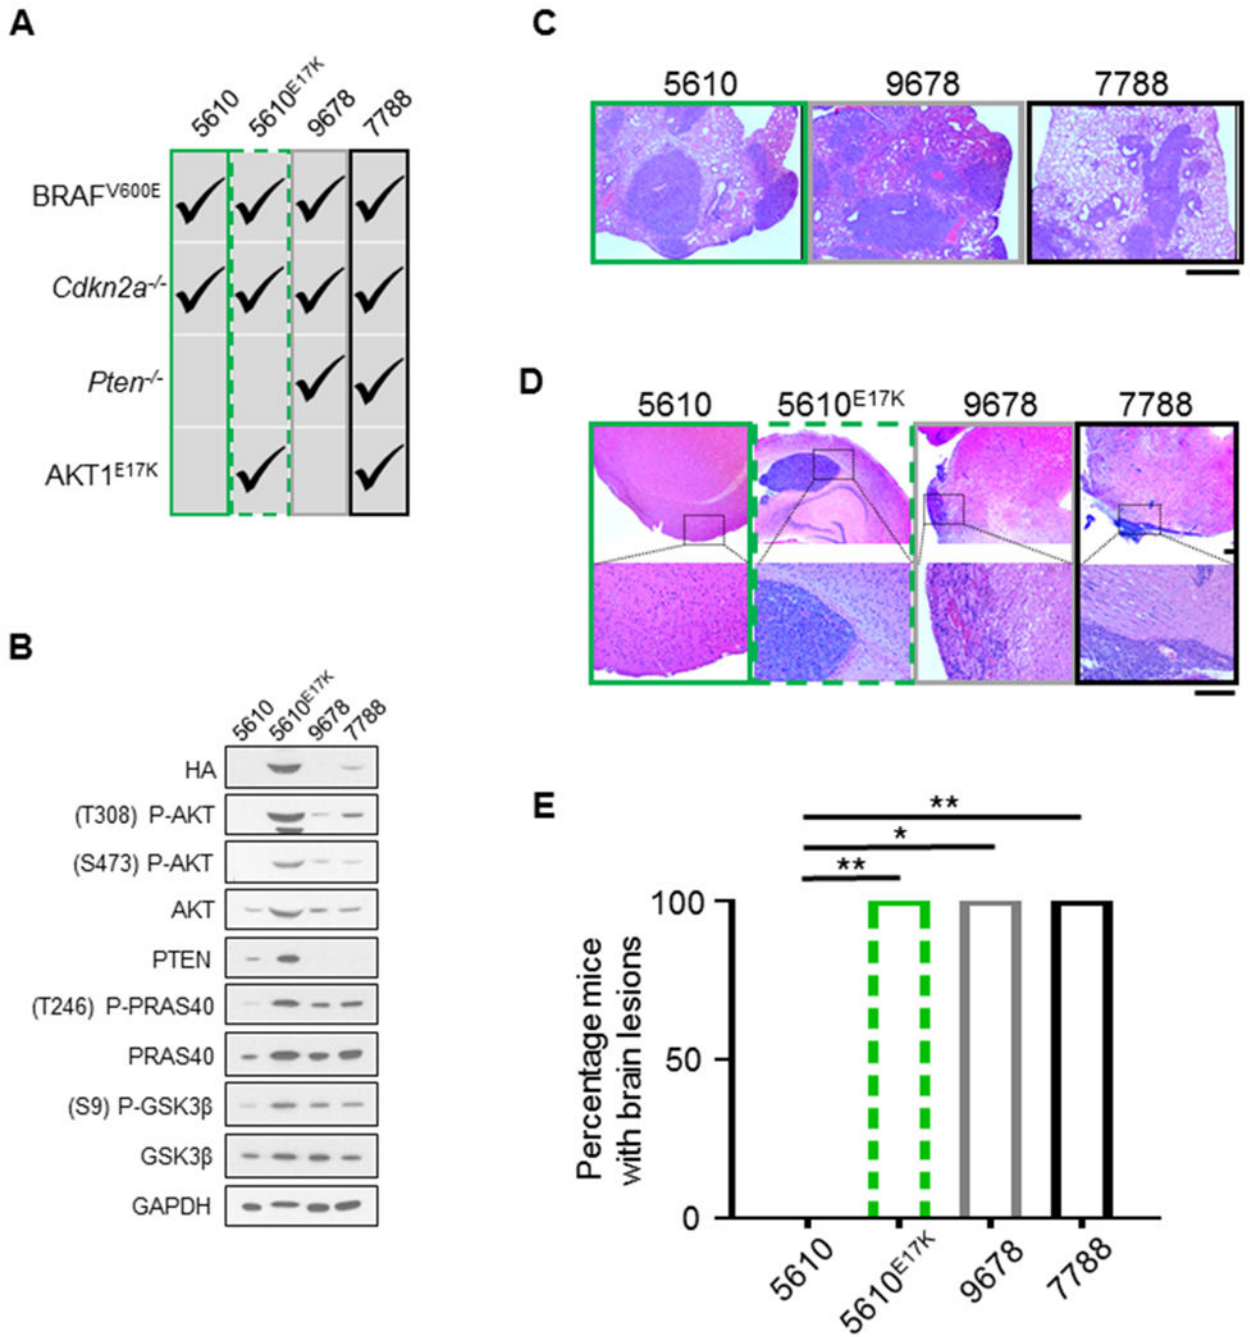 A
5610
5610E17K
9678
7788
BRAFV600E
Cdkn2a-/-
Pten-/-
AKT1E17K
B
5610
5610E17K
9678
7788
HA
(T308) P-AKT
(S473) P-AKT
AKT
PTEN
(T246) P-PRAS40
PRAS40
(S9) P-GSK3β
GSK3β
GAPDH
C
5610
9678
7788
D
5610
5610E17K
9678
7788
E
**
*
**
100
50
0
Percentage mice
with brain lesions
5610
5610E17K
9678
7788